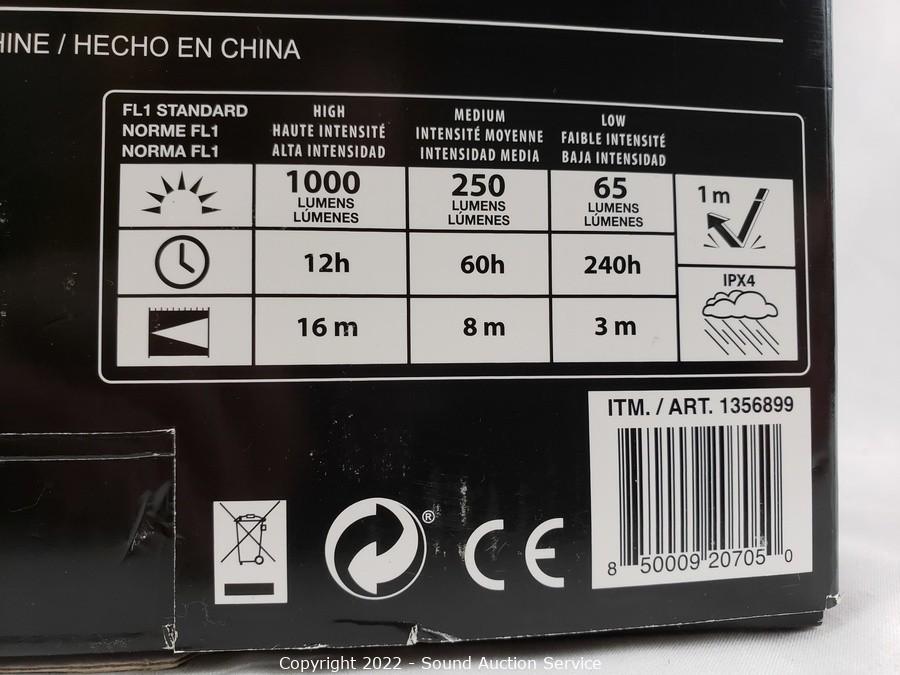 HINE / HECHO EN CHINA
FL1 STANDARD
NORME FL1
NORMA FL1
HIGH
HAUTE INTENSITÉ
ALTA INTENSIDAD
MEDIUM
INTENSITÉ MOYENNE
INTENSIDAD MEDIA
LOW
FAIBLE INTENSITÉ
BAJA INTENSIDAD
1000
LUMENS
LÚMENES
250
LUMENS
LÚMENES
65
LUMENS
LÚMENES
1 m
12h
60h
240h
IPX4
16 m
8 m
3 m
ITM. / ART. 1356899
8 50009 20705 0
®
CE
Copyright 2022 - Sound Auction Service